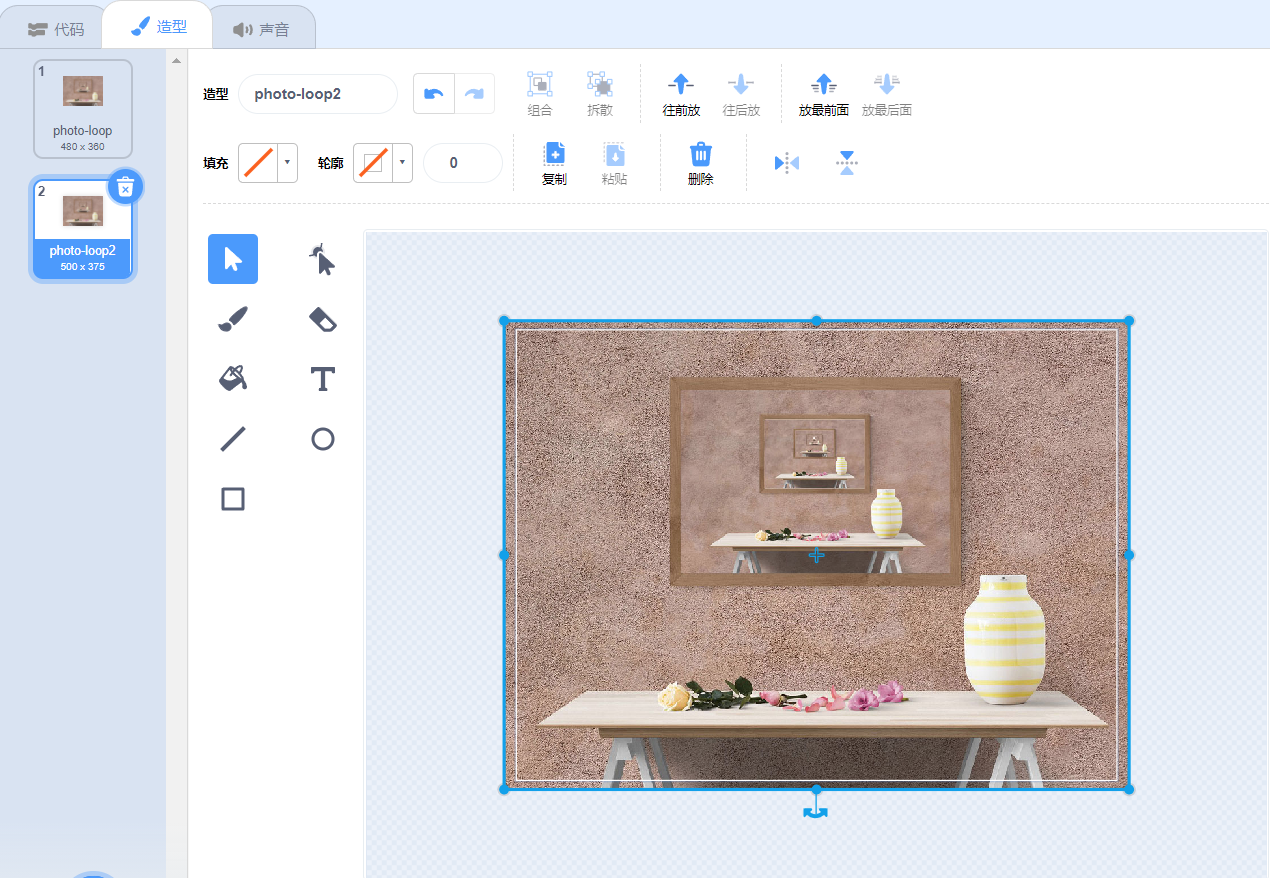 代码
造型
声音
1
photo-loop
480 x 360
2
photo-loop2
500 x 375
造型
photo-loop2
组合
拆散
往前放
往后放
放最前面
放最后面
填充
轮廓
0
复制
粘贴
删除